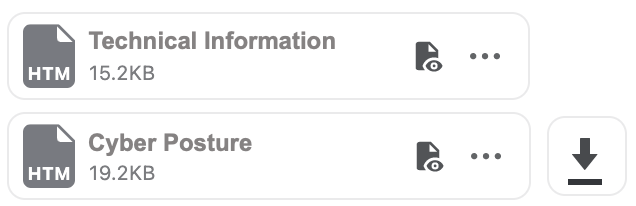 Technical Information
HTM
15.2KB
Cyber Posture
HTM
19.2KB